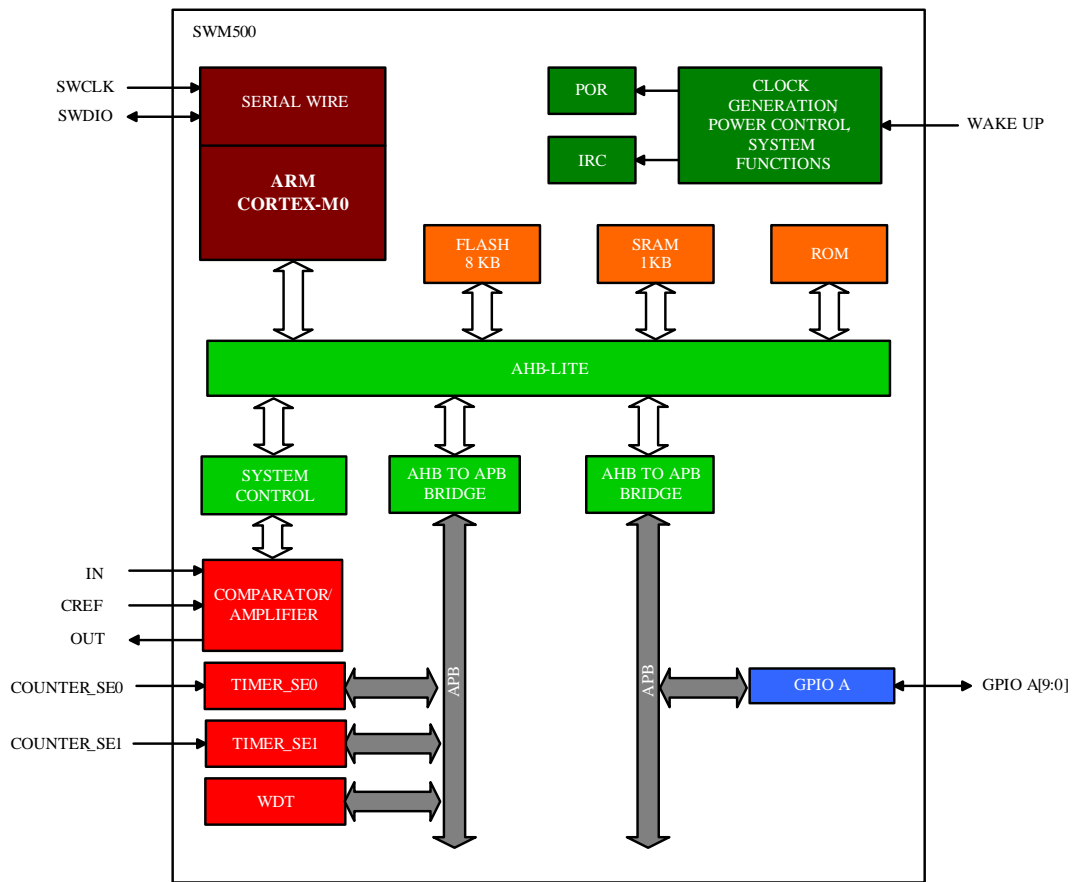 SWM500
SWCLK
SWDIO
SERIAL WIRE
ARM
CORTEX-M0
POR
IRC
CLOCK
GENERATION,
POWER CONTROL,
SYSTEM
FUNCTIONS
WAKE UP
FLASH
8 KB
SRAM
1KB
ROM
AHB-LITE
SYSTEM
CONTROL
AHB TO APB
BRIDGE
AHB TO APB
BRIDGE
IN
CREF
OUT
COMPARATOR/
AMPLIFIER
COUNTER_SE0
TIMER_SE0
APB
APB
GPIO A
GPIO A[9:0]
COUNTER_SE1
TIMER_SE1
WDT